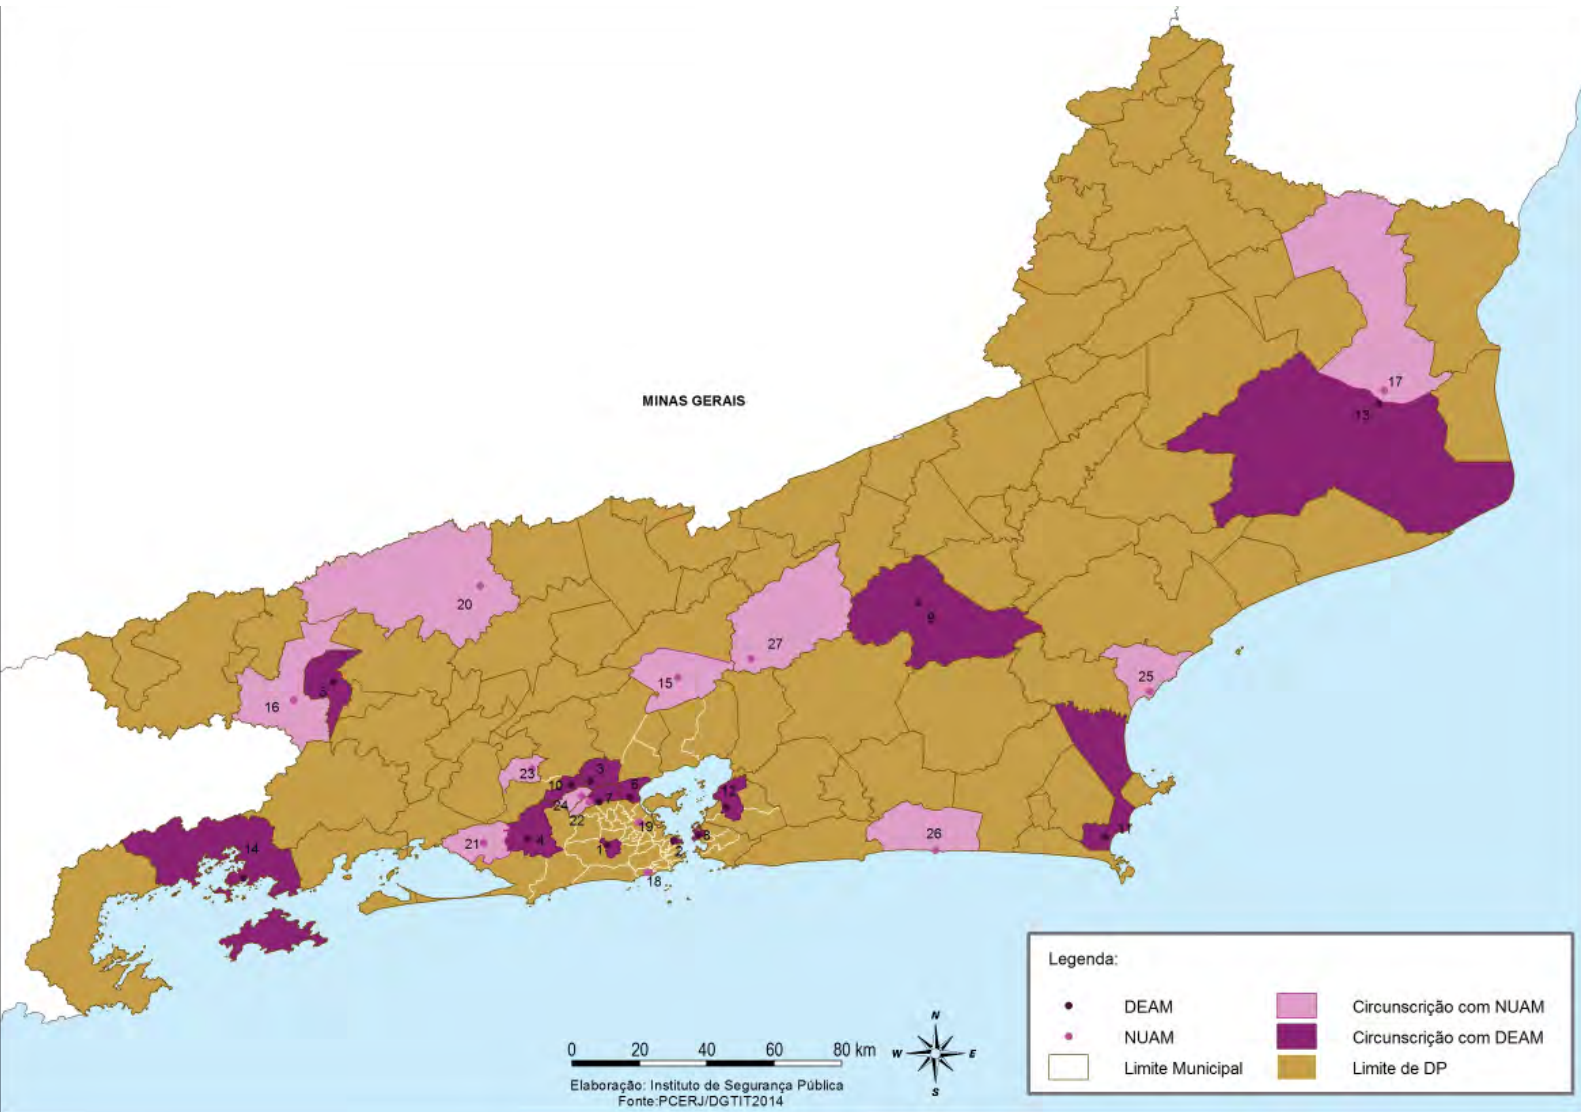 17
13
MINAS GERAIS
20
9
27
15
25
5
16
23
3
10
6
24
7
12
22
19
8
21
4
1
2
26
11
14
18
Legenda:
DEAM
NUAM
Limite Municipal
Circunscrição com NUAM
Circunscrição com DEAM
Limite de DP
0 20 40 60 80 km
Elaboração: Instituto de Segurança Pública
Fonte:PCERJ/DGTIT2014
N
W E
S